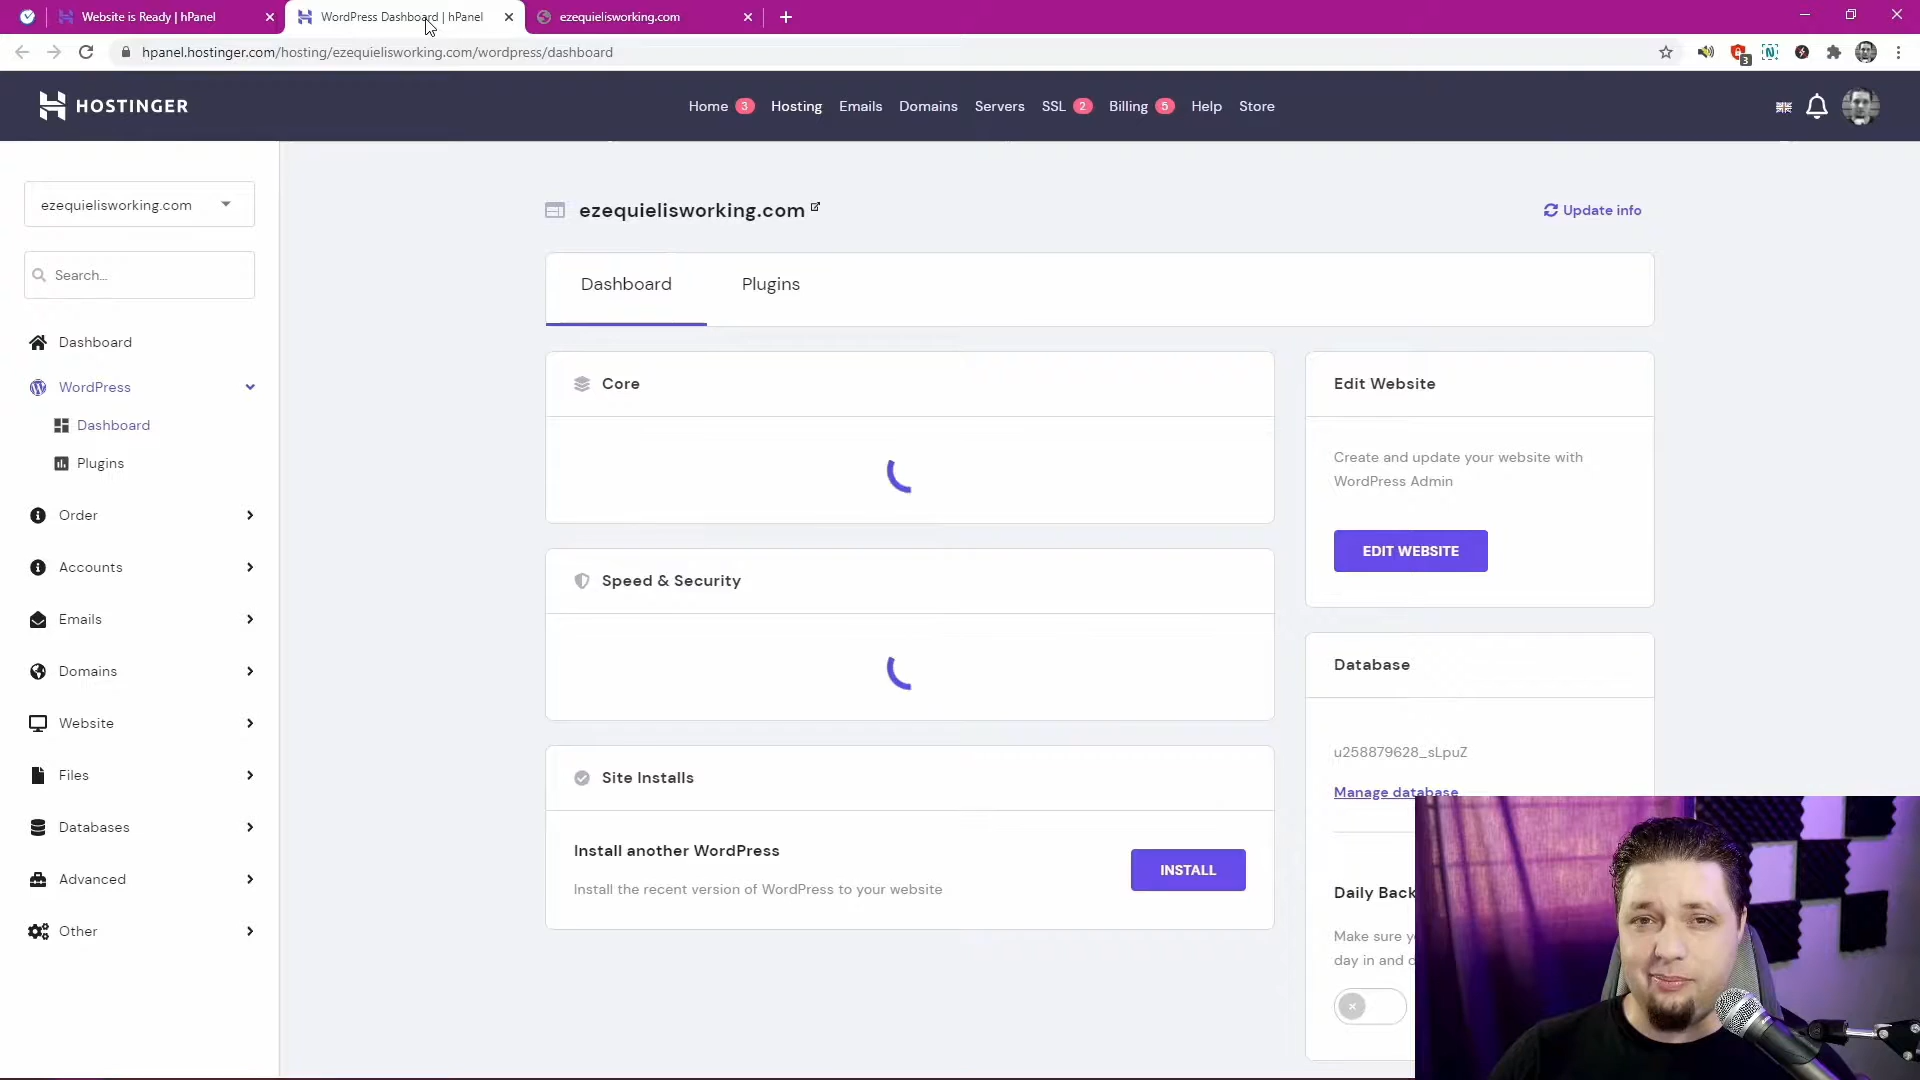 Website is Ready | hPanel
WordPress Dashboard | hPanel
ezequielisworking.com
hpanel.hostinger.com/hosting/ezequielisworking.com/wordpress/dashboard
3
HOSTINGER
Home 3 Hosting Emails Domains Servers SSL 2 Billing 5 Help Store
ezequielisworking.com
Search...
Dashboard
WordPress
Dashboard
Plugins
Order
Accounts
Emails
Domains
Website
Files
Databases
Advanced
Other
ezequielisworking.com
Update info
Dashboard Plugins
Core
Speed & Security
Site Installs
Install another WordPress
Install the recent version of WordPress to your website
INSTALL
Edit Website
Create and update your website with
WordPress Admin
EDIT WEBSITE
Database
u258879628_sLpuZ
Manage database
Daily Back
Make sure y
day in and